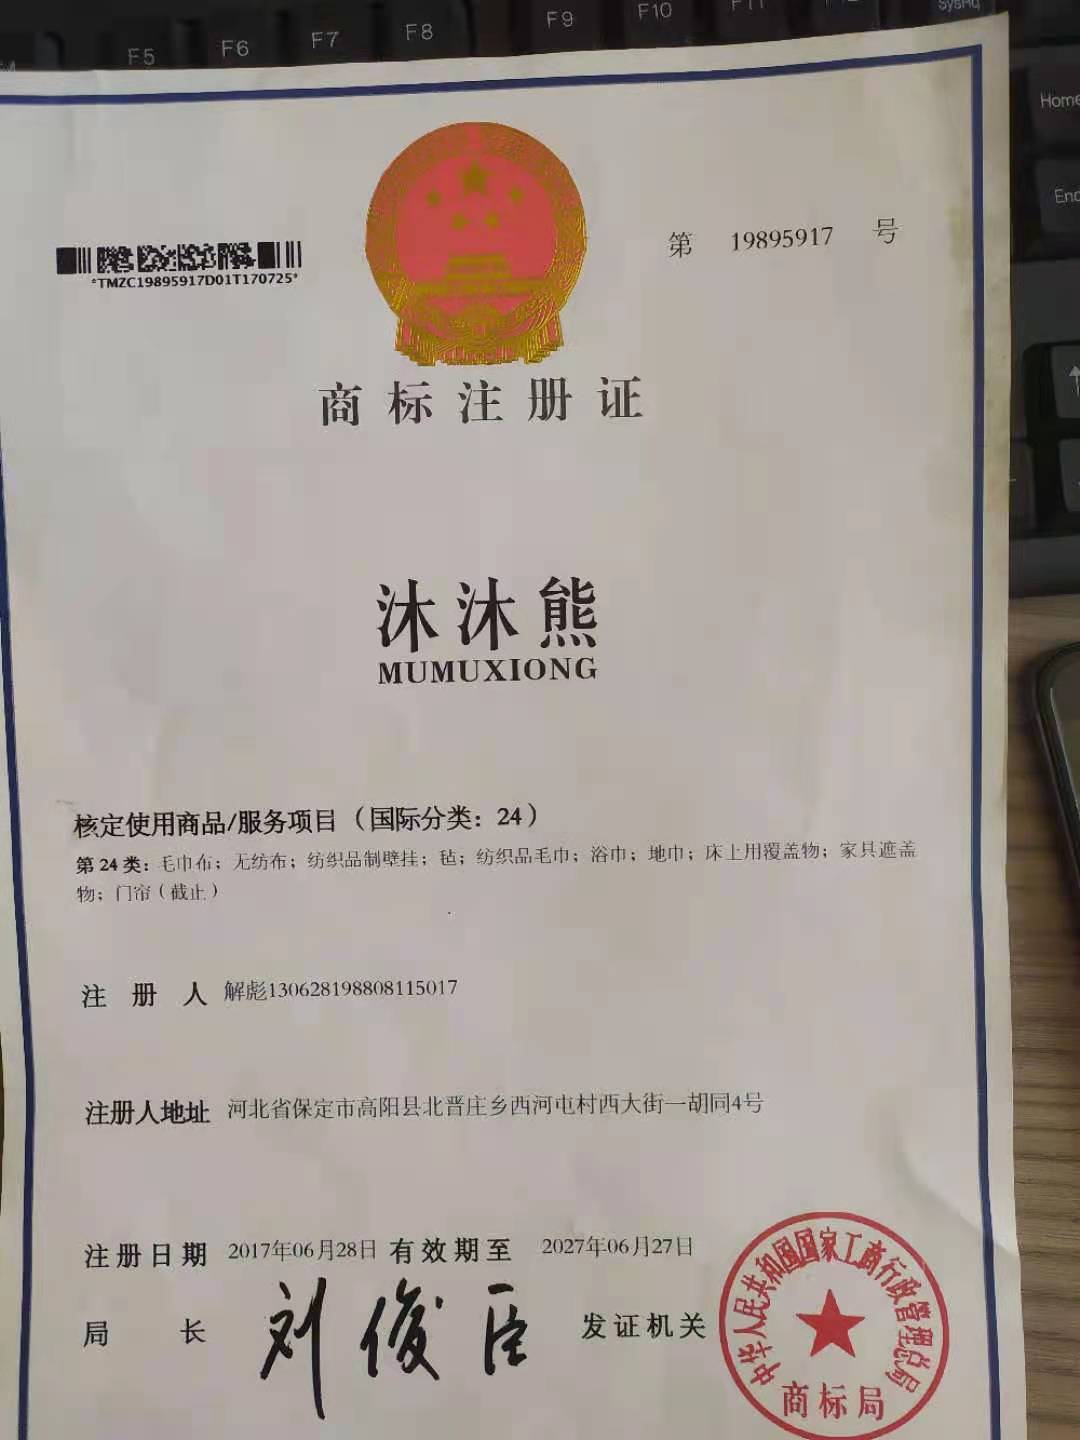 F5 F6 F7 F8 F9 F10 F11 F12 SysRq
Home
End
*TMZC19895917D01T170725*
第 19895917 号
商标注册证
沐沐熊
MUMUXIONG
核定使用商品/服务项目（国际分类：24）
第24类：毛巾布；无纺布；纺织品制壁挂；毡；纺织品毛巾；浴巾；地巾；床上用覆盖物；家具遮盖
物；门帘（截止）
注册人 解彪130628198808115017
注册人地址 河北省保定市高阳县北晋庄乡西河屯村西大街一胡同4号
注册日期 2017年06月28日 有效期至 2027年06月27日
局长 刘俊臣 发证机关
中华人民共和国国家工商行政管理总局
商标局